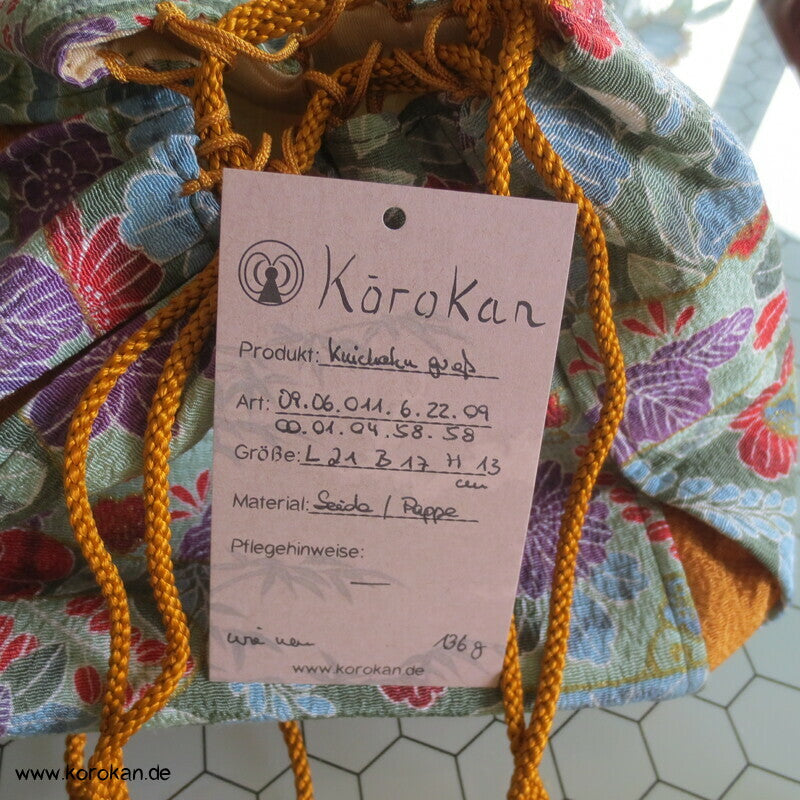 Kōrokan
Produkt: Kinchaku groß
Art: 09.06.011.6.22.09
00.01.04.58.58
Größe: L 21 B 17 H 13
cm
Material: Seide / Pappe
Pflegehinweise:
—
wie neu 136 g
www.korokan.de
www.korokan.de